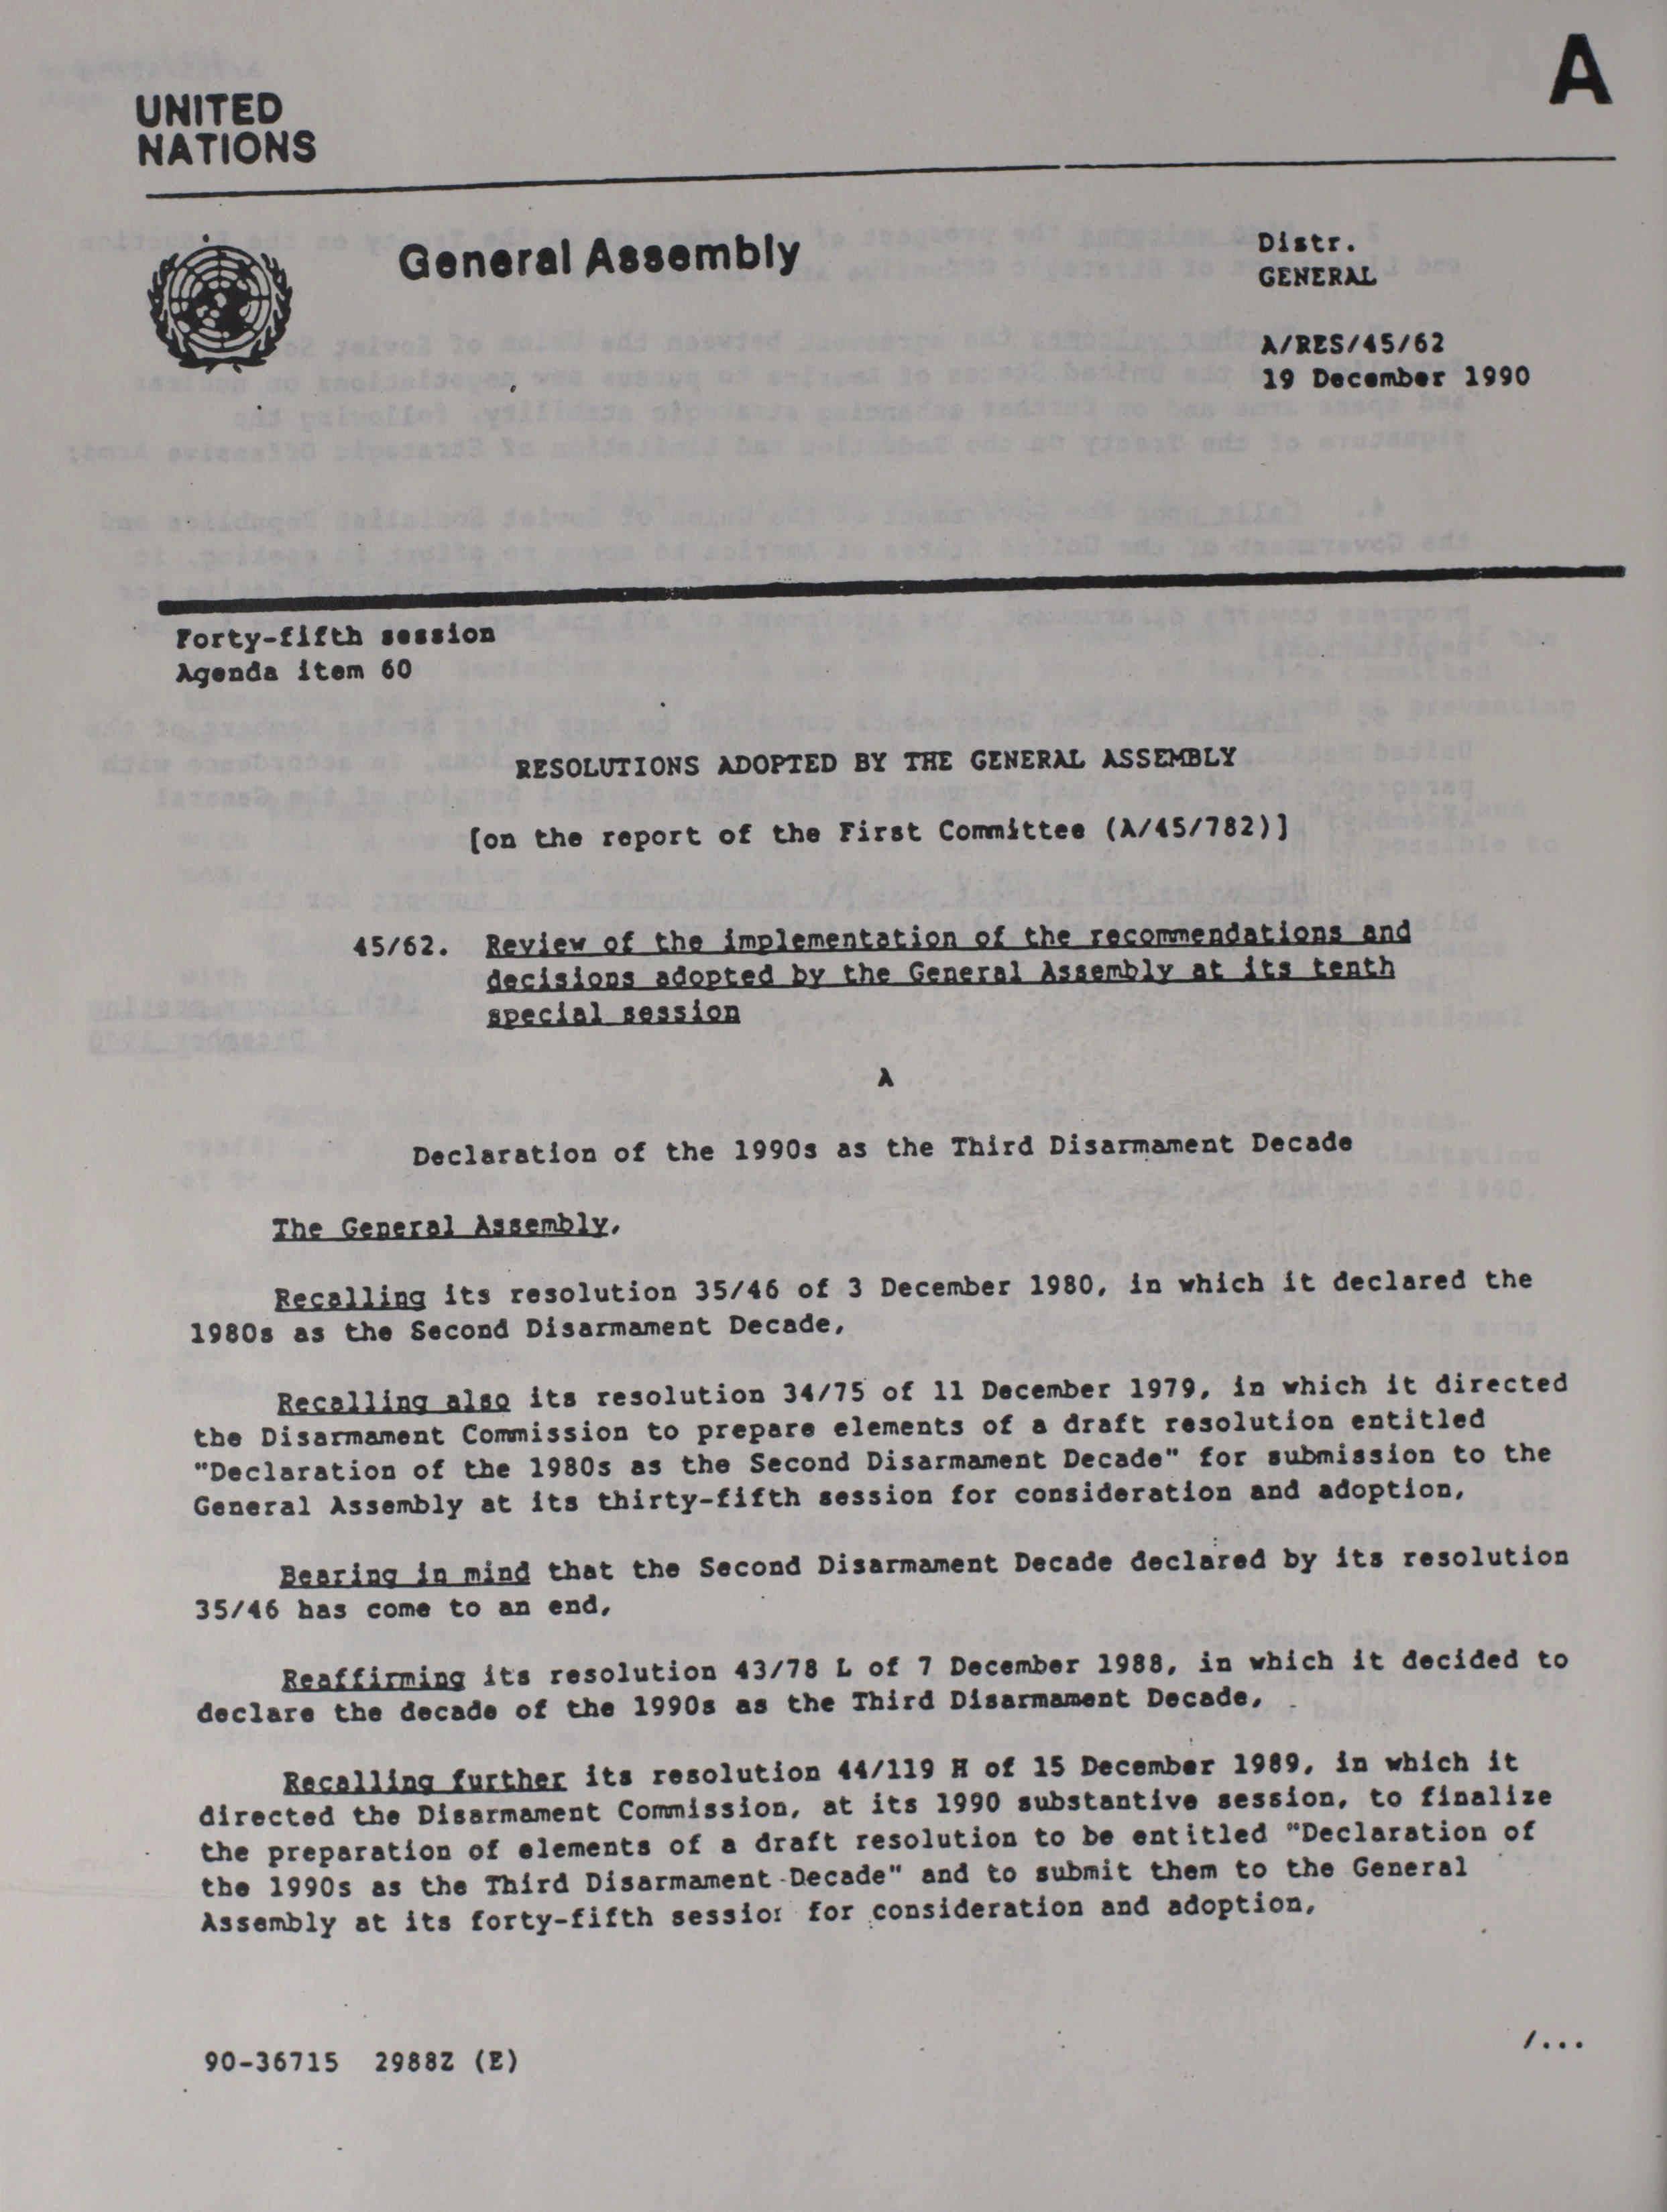 A
UNITED
NATIONS
General Assembly
Distr.
GENERAL
A/RES/45/62
19 December 1990
Forty-fifth session
Agenda item 60
RESOLUTIONS ADOPTED BY THE GENERAL ASSEMBLY
[on the report of the First Committee (A/45/782)]
45/62. Review of the implementation of the recommendations and
decisions adopted by the General Assembly at its tenth
special session
A
Declaration of the 1990s as the Third Disarmament Decade
The General Assembly,
Recalling its resolution 35/46 of 3 December 1980, in which it declared the
1980s as the Second Disarmament Decade,
Recalling also its resolution 34/75 of 11 December 1979, in which it directed
the Disarmament Commission to prepare elements of a draft resolution entitled
"Declaration of the 1980s as the Second Disarmament Decade" for submission to the
General Assembly at its thirty-fifth session for consideration and adoption,
Bearing in mind that the Second Disarmament Decade declared by its resolution
35/46 has come to an end,
Reaffirming its resolution 43/78 L of 7 December 1988, in which it decided to
declare the decade of the 1990s as the Third Disarmament Decade,
Recalling further its resolution 44/119 H of 15 December 1989, in which it
directed the Disarmament Commission, at its 1990 substantive session, to finalize
the preparation of elements of a draft resolution to be entitled "Declaration of
the 1990s as the Third Disarmament Decade" and to submit them to the General
Assembly at its forty-fifth session for consideration and adoption,
/...
90-36715 2988Z (E)